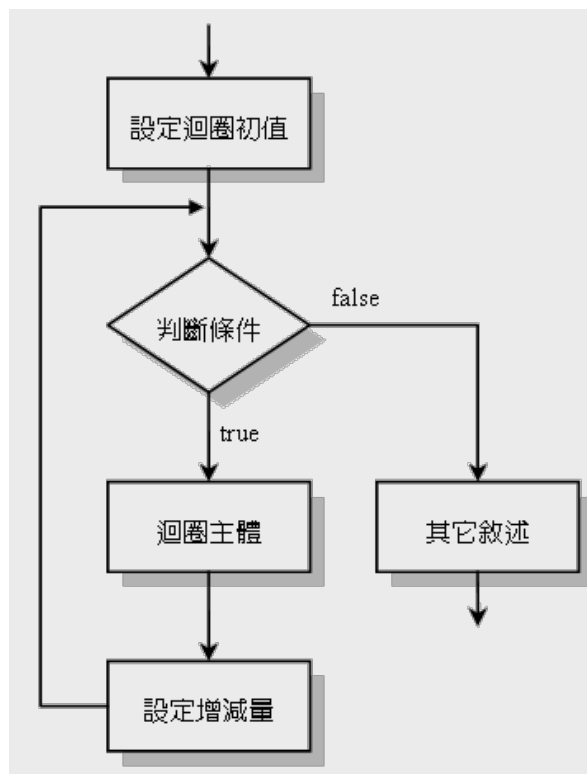 設定迴圈初值
判斷條件
false
true
迴圈主體
其它敘述
設定增減量